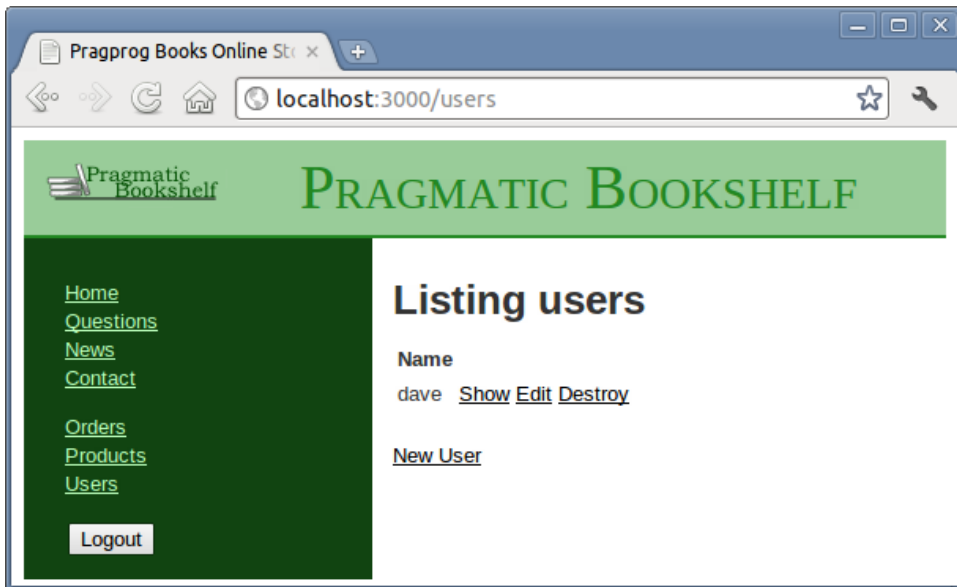 Pragprog Books Online Sto
localhost:3000/users
Pragmatic
Bookshelf
PRAGMATIC BOOKSHELF
Home
Questions
News
Contact
Orders
Products
Users
Logout
Listing users
Name
dave Show Edit Destroy
New User